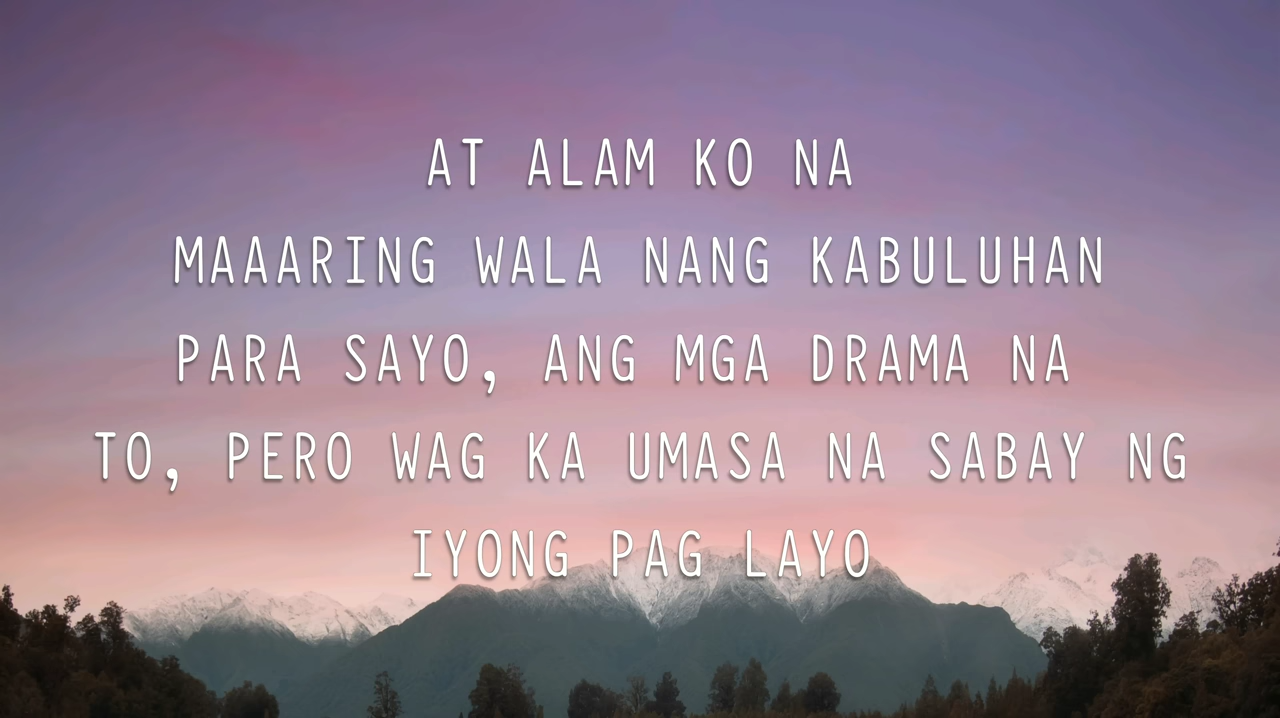 AT ALAM KO NA
MAAARING WALA NANG KABULUHAN
PARA SAYO, ANG MGA DRAMA NA
TO, PERO WAG KA UMASA NA SABAY NG
IYONG PAG LAYO